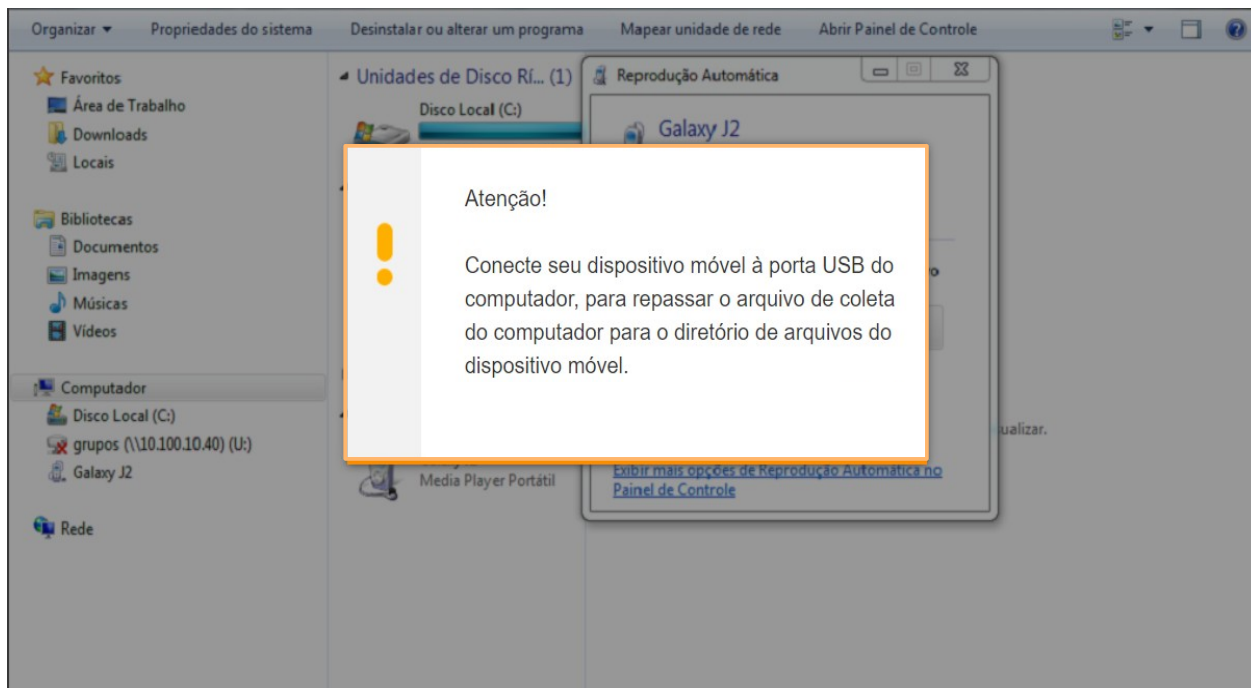 Organizar
Propriedades do sistema
Desinstalar ou alterar um programa
Mapear unidade de rede
Abrir Painel de Controle
Favoritos
Área de Trabalho
Downloads
Locais
Bibliotecas
Documentos
Imagens
Músicas
Vídeos
Computador
Disco Local (C:)
grupos (\\10.100.10.40) (U:)
Galaxy J2
Rede
Unidades de Disco Rí... (1)
Disco Local (C:)
Reprodução Automática
Galaxy J2
Atenção!
Conecte seu dispositivo móvel à porta USB do
computador, para repassar o arquivo de coleta
do computador para o diretório de arquivos do
dispositivo móvel.
Media Player Portátil
Exibir mais opções de Reprodução Automática no
Painel de Controle
ualizar.